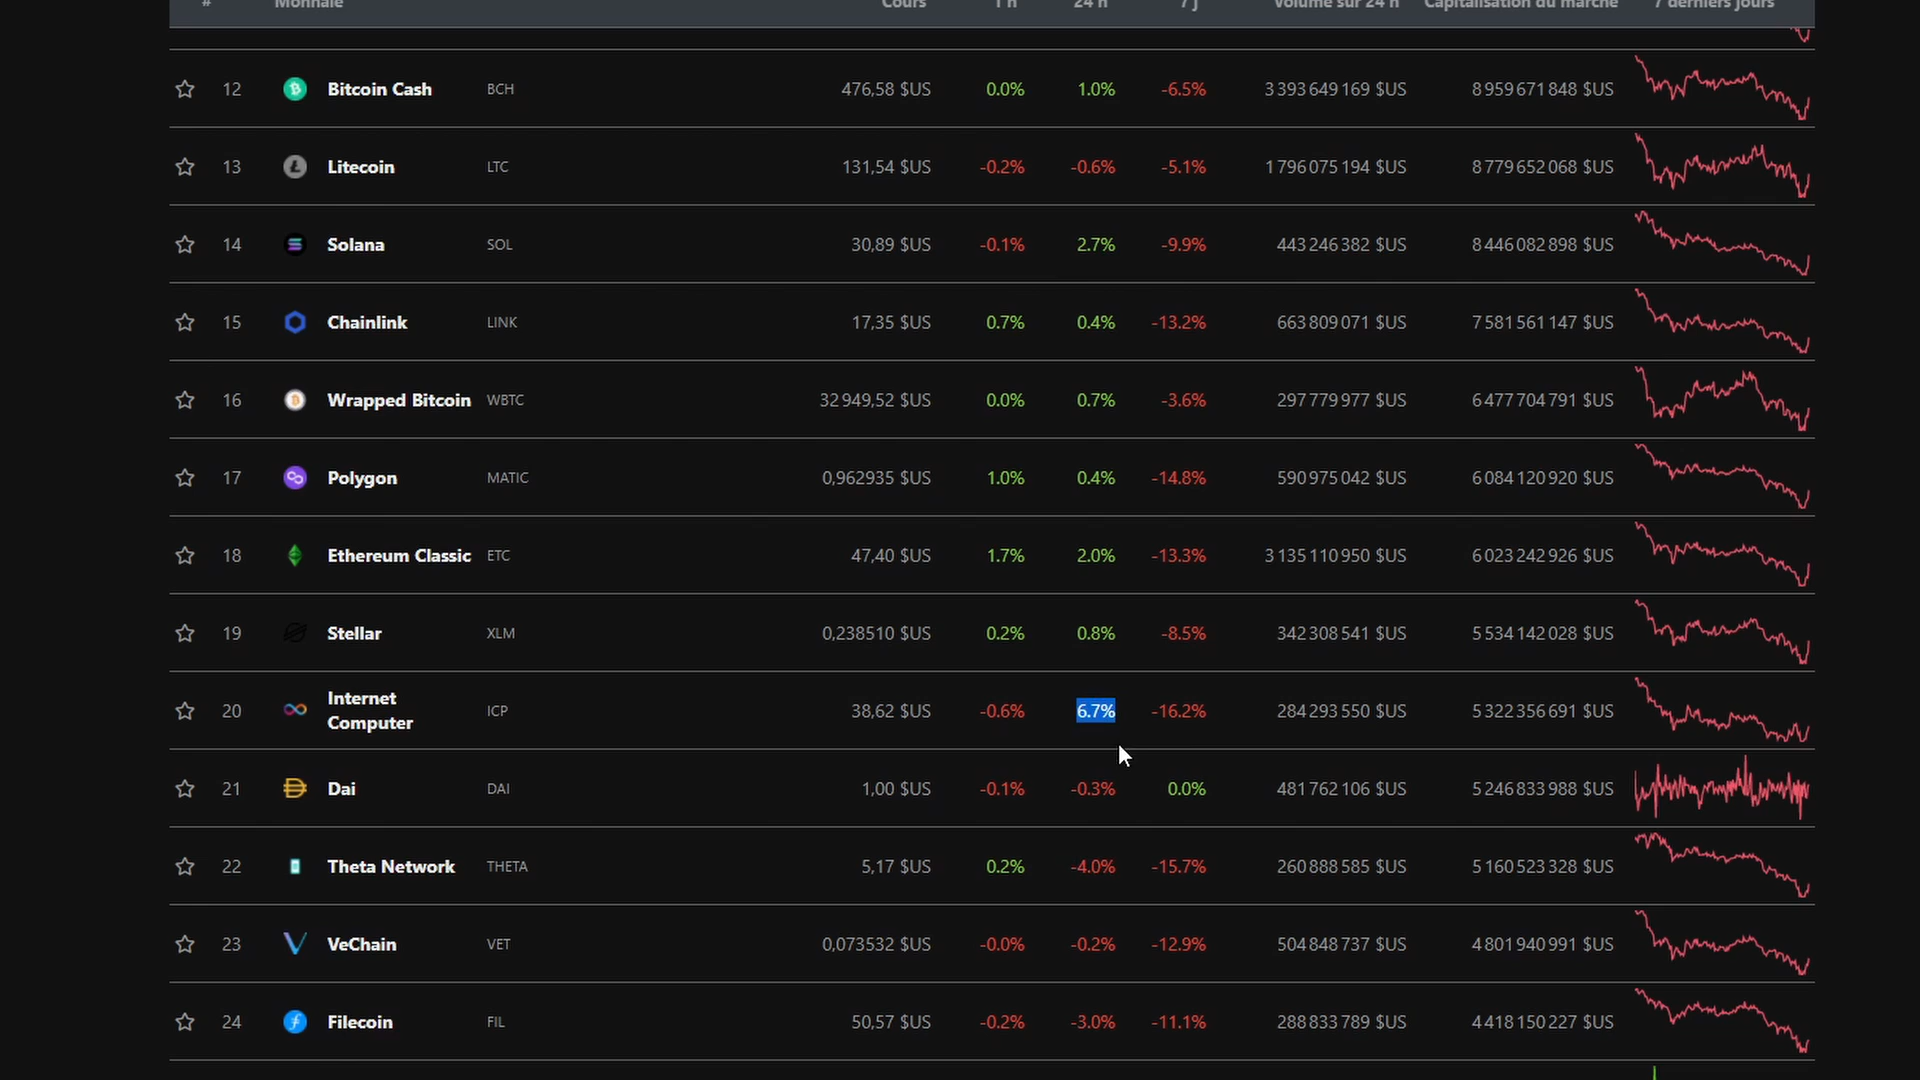 # Monnaie Cours 1 h 24 h 7 j Volume sur 24 h Capitalisation du marché 7 derniers jours
12 Bitcoin Cash BCH 476,58 $US 0.0% 1.0% -6.5% 3 393 649 169 $US 8 959 671 848 $US
13 Litecoin LTC 131,54 $US -0.2% -0.6% -5.1% 1 796 075 194 $US 8 779 652 068 $US
14 Solana SOL 30,89 $US -0.1% 2.7% -9.9% 443 246 382 $US 8 446 082 898 $US
15 Chainlink LINK 17,35 $US 0.7% 0.4% -13.2% 663 809 071 $US 7 581 561 147 $US
16 Wrapped Bitcoin WBTC 32 949,52 $US 0.0% 0.7% -3.6% 297 779 977 $US 6 477 704 791 $US
17 Polygon MATIC 0,962935 $US 1.0% 0.4% -14.8% 590 975 042 $US 6 084 120 920 $US
18 Ethereum Classic ETC 47,40 $US 1.7% 2.0% -13.3% 3 135 110 950 $US 6 023 242 926 $US
19 Stellar XLM 0,238510 $US 0.2% 0.8% -8.5% 342 308 541 $US 5 534 142 028 $US
20 Internet
Computer ICP 38,62 $US -0.6% 6.7% -16.2% 284 293 550 $US 5 322 356 691 $US
21 Dai DAI 1,00 $US -0.1% -0.3% 0.0% 481 762 106 $US 5 246 833 988 $US
22 Theta Network THETA 5,17 $US 0.2% -4.0% -15.7% 260 888 585 $US 5 160 523 328 $US
23 VeChain VET 0,073532 $US -0.0% -0.2% -12.9% 504 848 737 $US 4 801 940 991 $US
24 Filecoin FIL 50,57 $US -0.2% -3.0% -11.1% 288 833 789 $US 4 418 150 227 $US